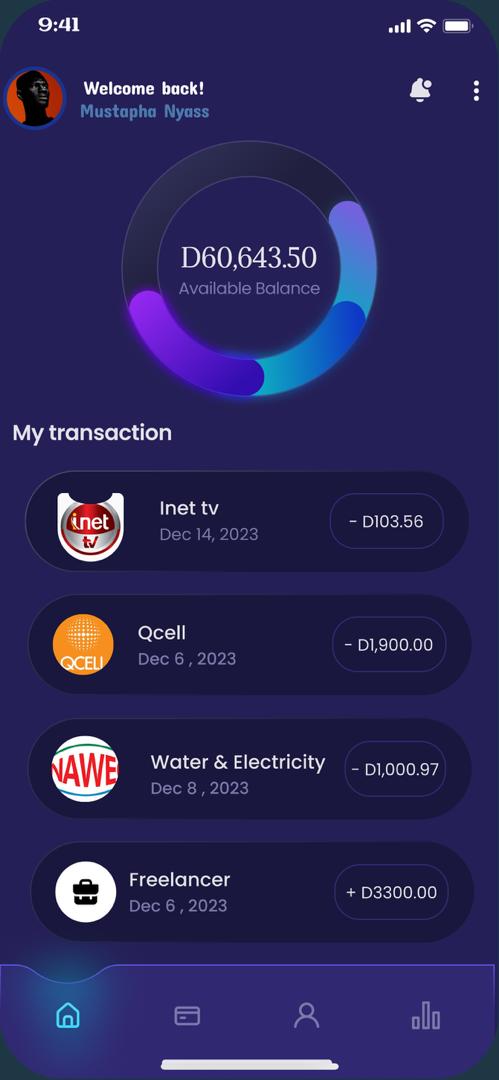 9:41
Welcome back!
Mustapha Nyass
D60,643.50
Available Balance
My transaction
inet
tv
Inet tv
Dec 14, 2023
- D103.56
QCELL
Qcell
Dec 6 , 2023
- D1,900.00
NAWE
Water & Electricity
Dec 8 , 2023
- D1,000.97
Freelancer
Dec 6 , 2023
+ D3300.00